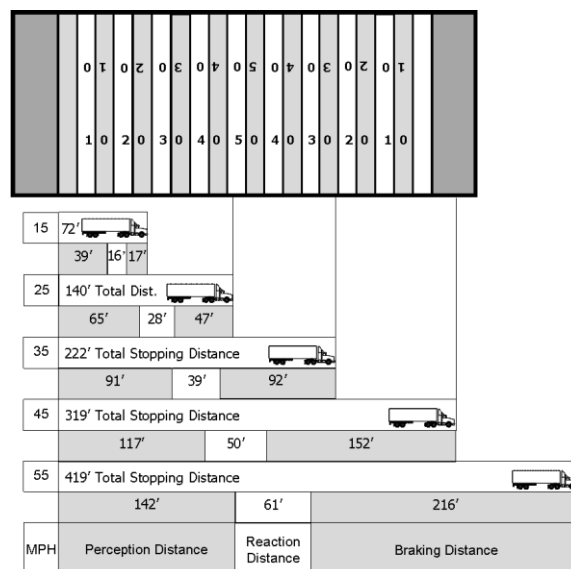 1 0 2 0 3 0 4 0 5 0 4 0 3 0 2 0 1 0
1 0 2 0 3 0 4 0 5 0 4 0 3 0 2 0 1 0
15 72'
39' 16' 17'
25 140' Total Dist.
65' 28' 47'
35 222' Total Stopping Distance
91' 39' 92'
45 319' Total Stopping Distance
117' 50' 152'
55 419' Total Stopping Distance
142' 61' 216'
MPH Perception Distance Reaction Distance Braking Distance